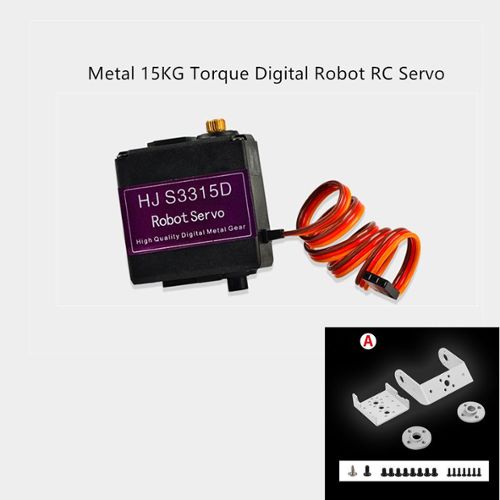 Metal 15KG Torque Digital Robot RC Servo
HJ S3315D
Robot Servo
High Quality Digital Metal Gear
A